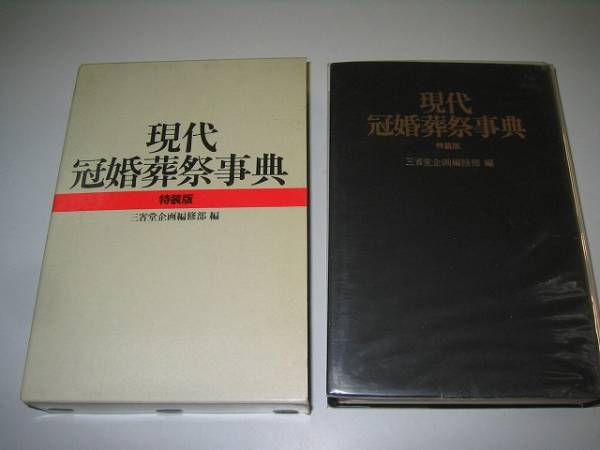 現代
冠婚葬祭事典
特装版
三省堂企画編修部 編
現代
冠婚葬祭事典
特装版
三省堂企画編修部 編